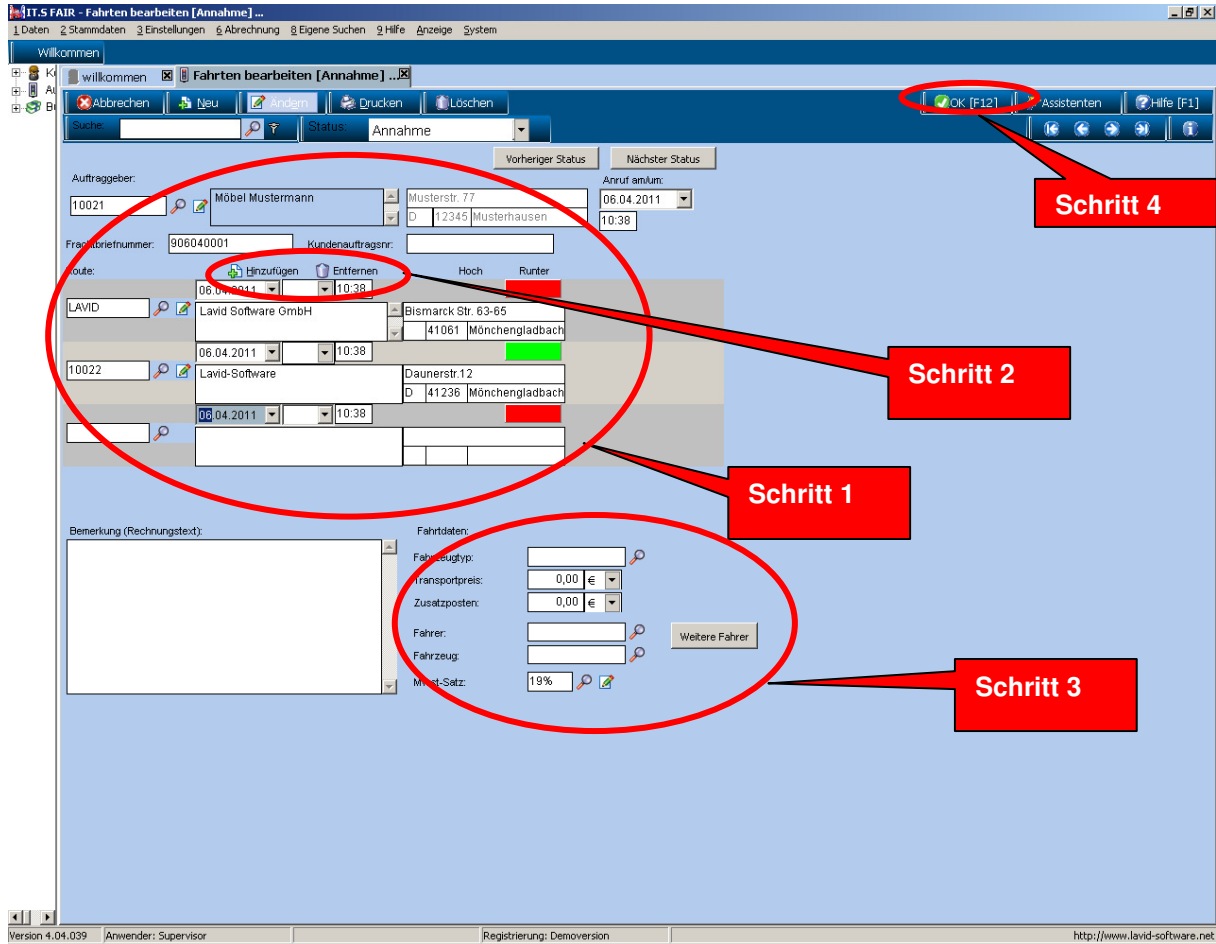 IT.S FAIR - Fahrten bearbeiten [Annahme] ...
1 Daten 2 Stammdaten 3 Einstellungen 6 Abrechnung 8 Eigene Suchen 9 Hilfe Anzeige System
Willkommen
willkommen Fahrten bearbeiten [Annahme] ...
Abbrechen Neu Ändern Drucken Löschen OK [F12] Assistenten Hilfe [F1]
Suche: Status: Annahme
Vorheriger Status Nächster Status
Auftraggeber: Anruf am/um:
10021 Möbel Mustermann Musterstr. 77 06.04.2011
D 12345 Musterhausen 10:38
Schritt 4
Frachtbriefnummer: 906040001 Kundenauftragsnr:
Route: Hinzufügen Entfernen Hoch Runter
06.04.2011 10:38
LAVID Lavid Software GmbH Bismarck Str. 63-65
41061 Mönchengladbach
06.04.2011 10:38
10022 Lavid-Software Daunerstr.12
D 41236 Mönchengladbach
Schritt 2
06.04.2011 10:38
Schritt 1
Bemerkung (Rechnungstext): Fahrtdaten:
Fahrzeugtyp:
Transportpreis: 0,00 €
Zusatzposten: 0,00 €
Fahrer: Weitere Fahrer
Fahrzeug:
Mwst-Satz: 19%
Schritt 3
Version 4.04.039 Anwender: Supervisor Registrierung: Demoversion http://www.lavid-software.net